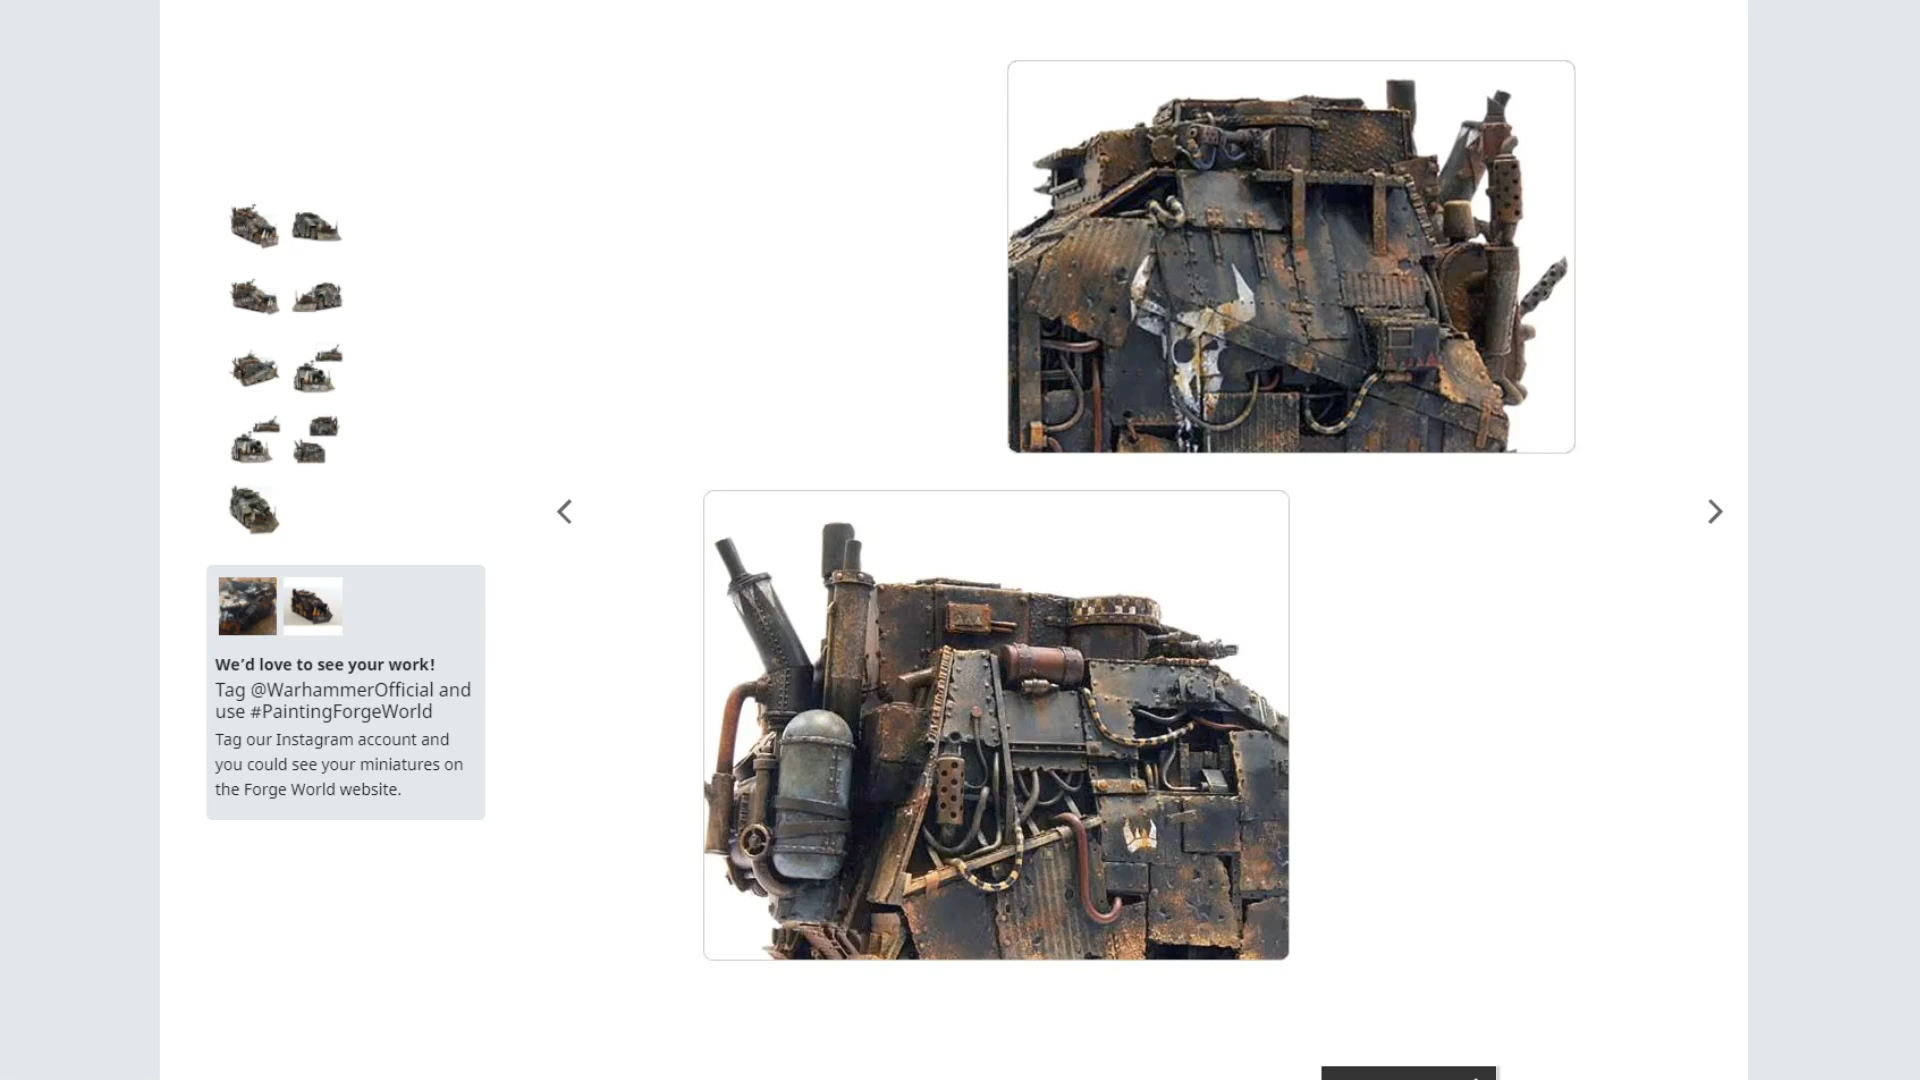 We'd love to see your work!
Tag @WarhammerOfficial and
use #PaintingForgeWorld
Tag our Instagram account and
you could see your miniatures on
the Forge World website.